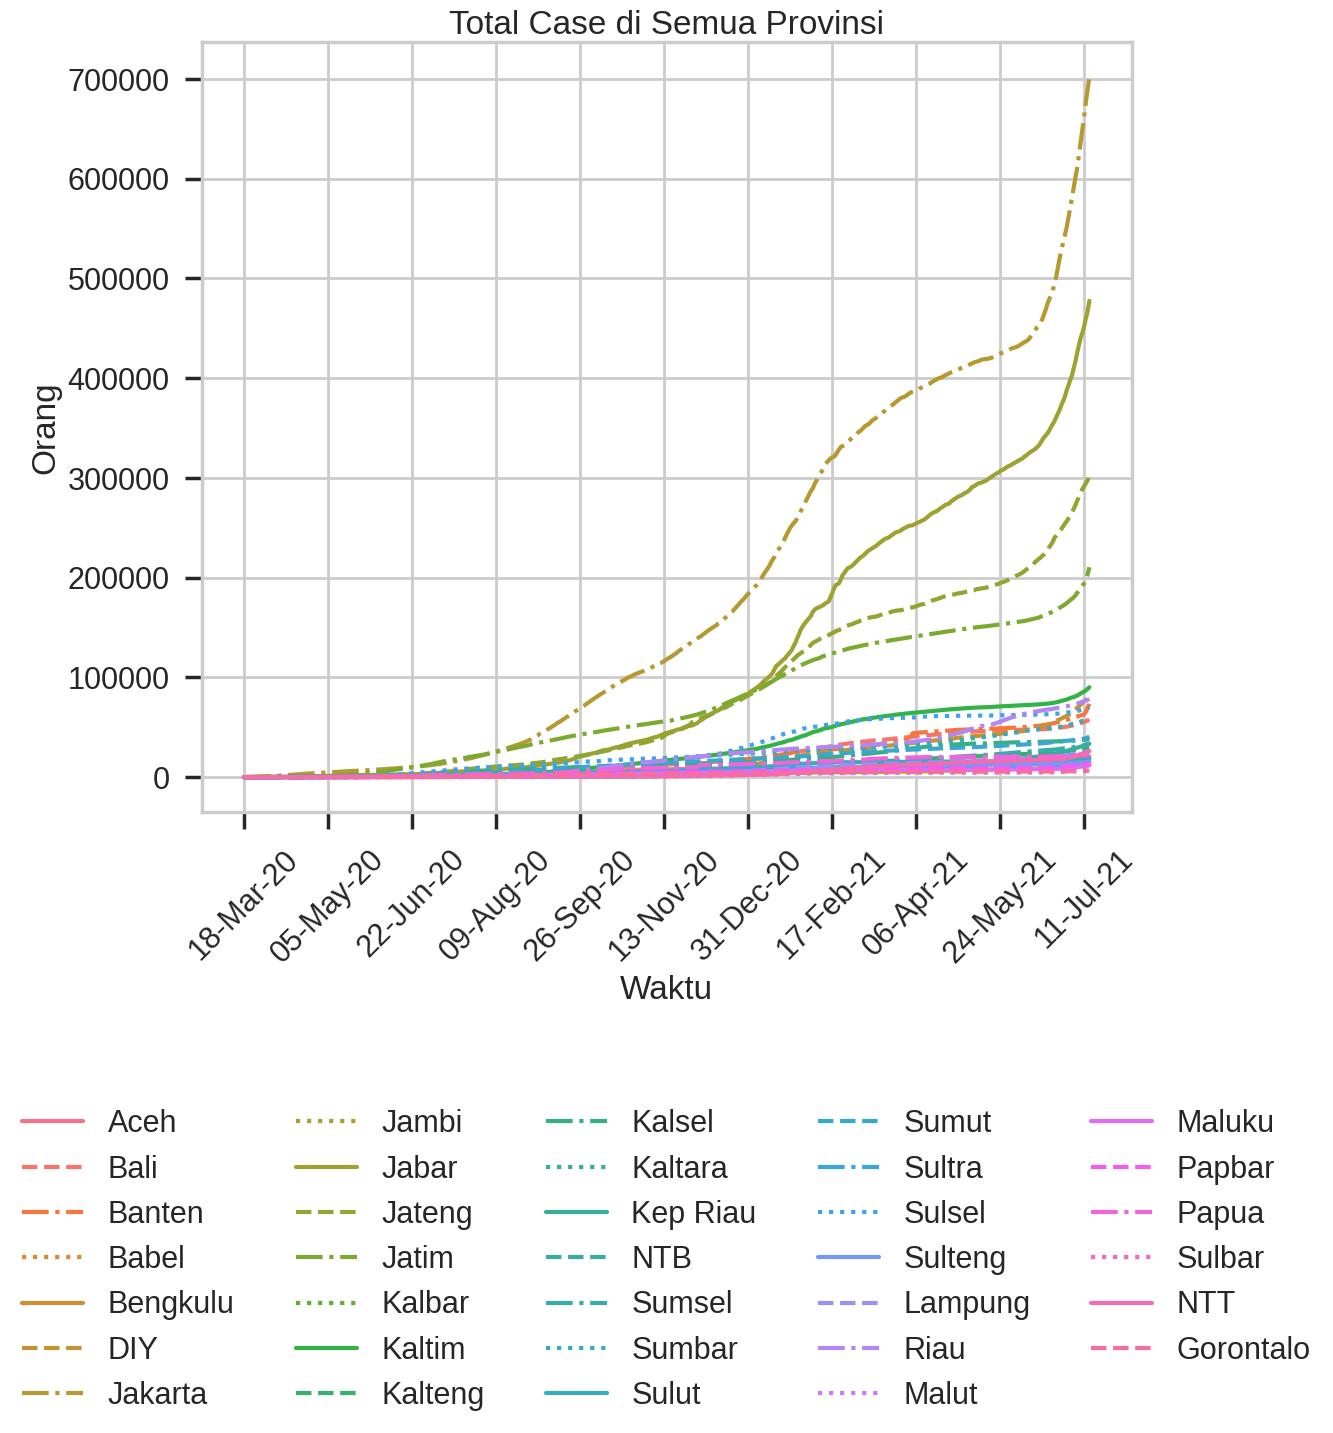 Total Case di Semua Provinsi
700000
600000
500000
400000
300000
200000
100000
0
Orang
18-Mar-20
05-May-20
22-Jun-20
09-Aug-20
26-Sep-20
13-Nov-20
31-Dec-20
17-Feb-21
06-Apr-21
24-May-21
11-Jul-21
Waktu
Aceh
Bali
Banten
Babel
Bengkulu
DIY
Jakarta
Jambi
Jabar
Jateng
Jatim
Kalbar
Kaltim
Kalteng
Kalsel
Kaltara
Kep Riau
NTB
Sumsel
Sumbar
Sulut
Sumut
Sultra
Sulsel
Sulteng
Lampung
Riau
Malut
Maluku
Papbar
Papua
Sulbar
NTT
Gorontalo